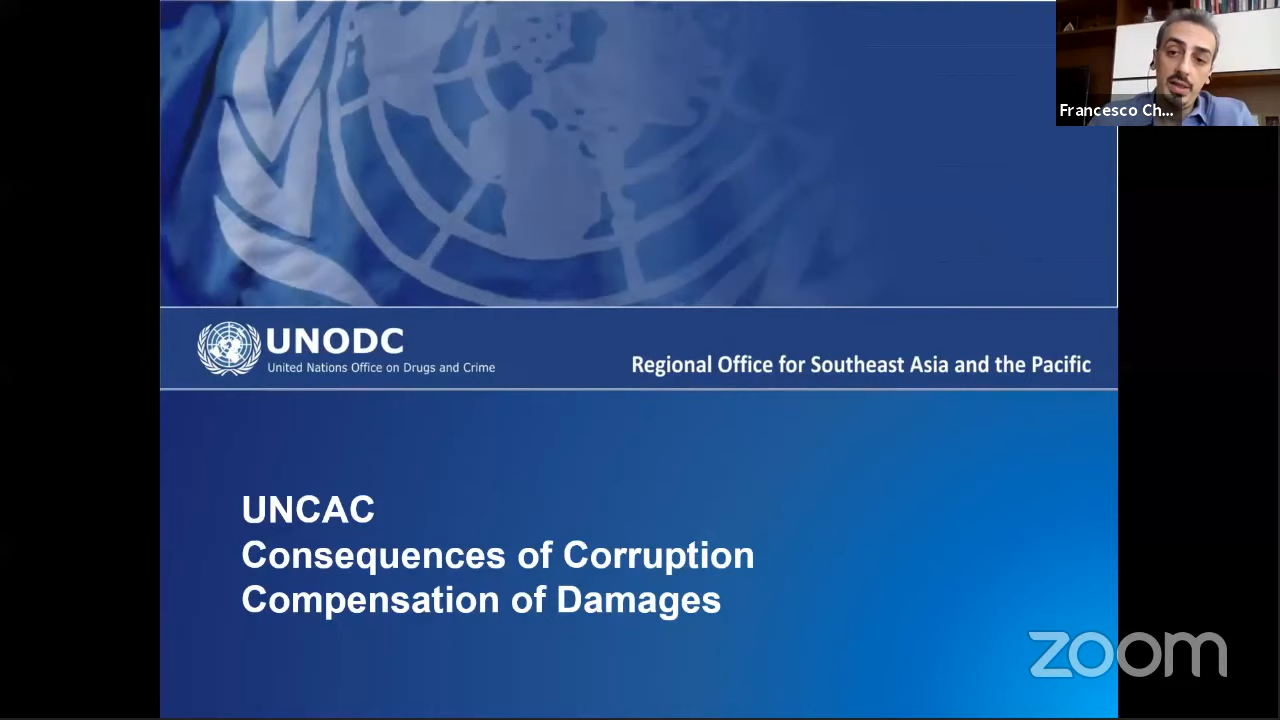 Francesco Ch...
UNODC
United Nations Office on Drugs and Crime
Regional Office for Southeast Asia and the Pacific
UNCAC
Consequences of Corruption
Compensation of Damages
zoom